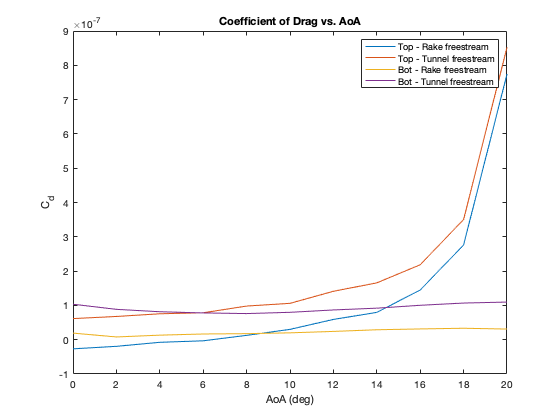 Coefficient of Drag vs. AoA
×10^-7
9
8
7
6
5
4
3
2
1
0
-1
C_d
0 2 4 6 8 10 12 14 16 18 20
AoA (deg)
Top - Rake freestream
Top - Tunnel freestream
Bot - Rake freestream
Bot - Tunnel freestream